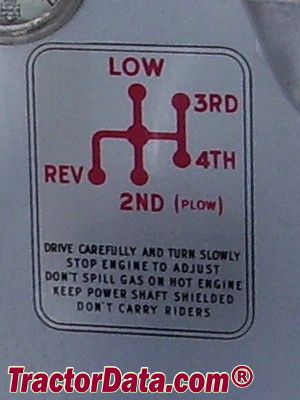 LOW
3RD
4TH
REV
2ND (PLOW)
DRIVE CAREFULLY AND TURN SLOWLY
STOP ENGINE TO ADJUST
DON'T SPILL GAS ON HOT ENGINE
KEEP POWER SHAFT SHIELDED
DON'T CARRY RIDERS
TractorData.com®